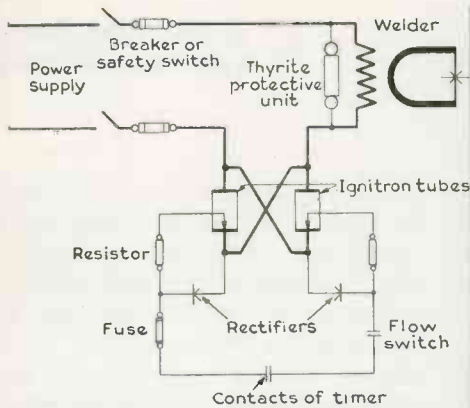 Welder
Breaker or
safety switch
Power
supply
Thyrite
protective
unit
Ignitron tubes
Resistor
Fuse
Rectifiers
Flow
switch
Contacts of timer